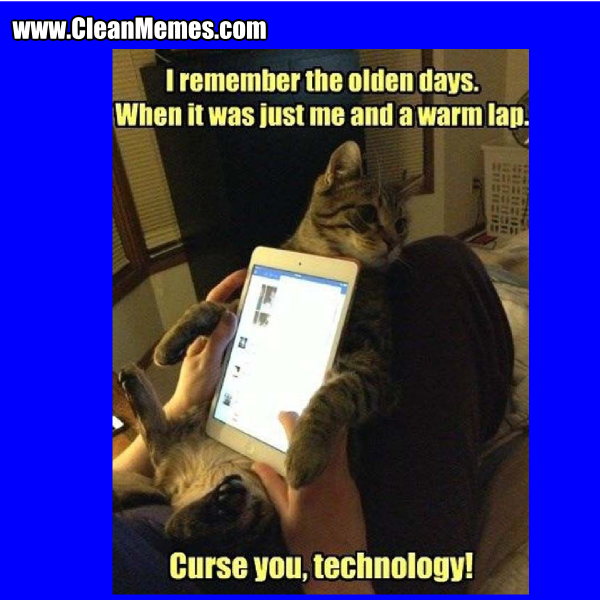 www.CleanMemes.com
I remember the olden days.
When it was just me and a warm lap.
Curse you, technology!